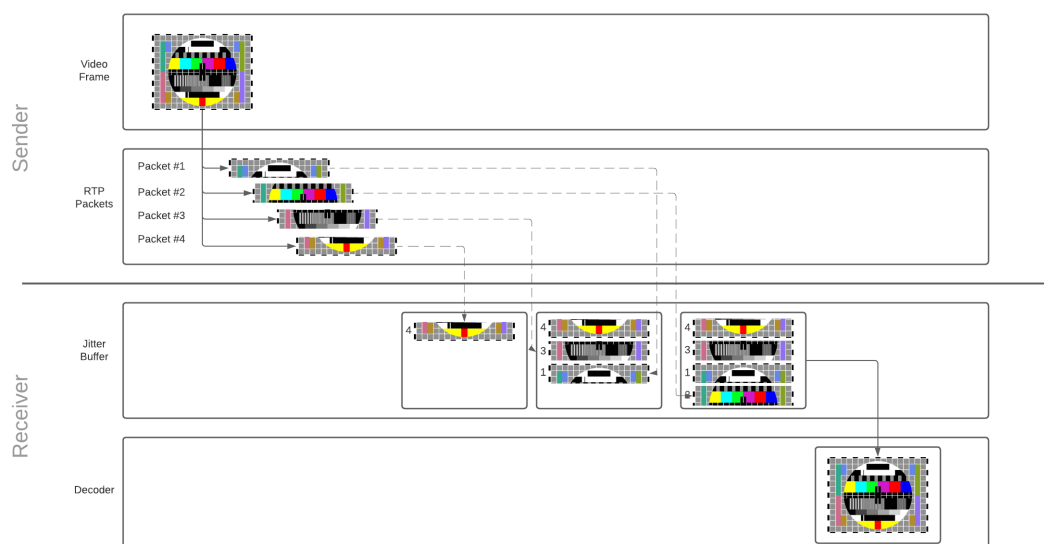 Sender
Video
Frame
RTP
Packets
Packet #1
Packet #2
Packet #3
Packet #4
Receiver
Jitter
Buffer
4
4
3
1
4
3
1
2
Decoder